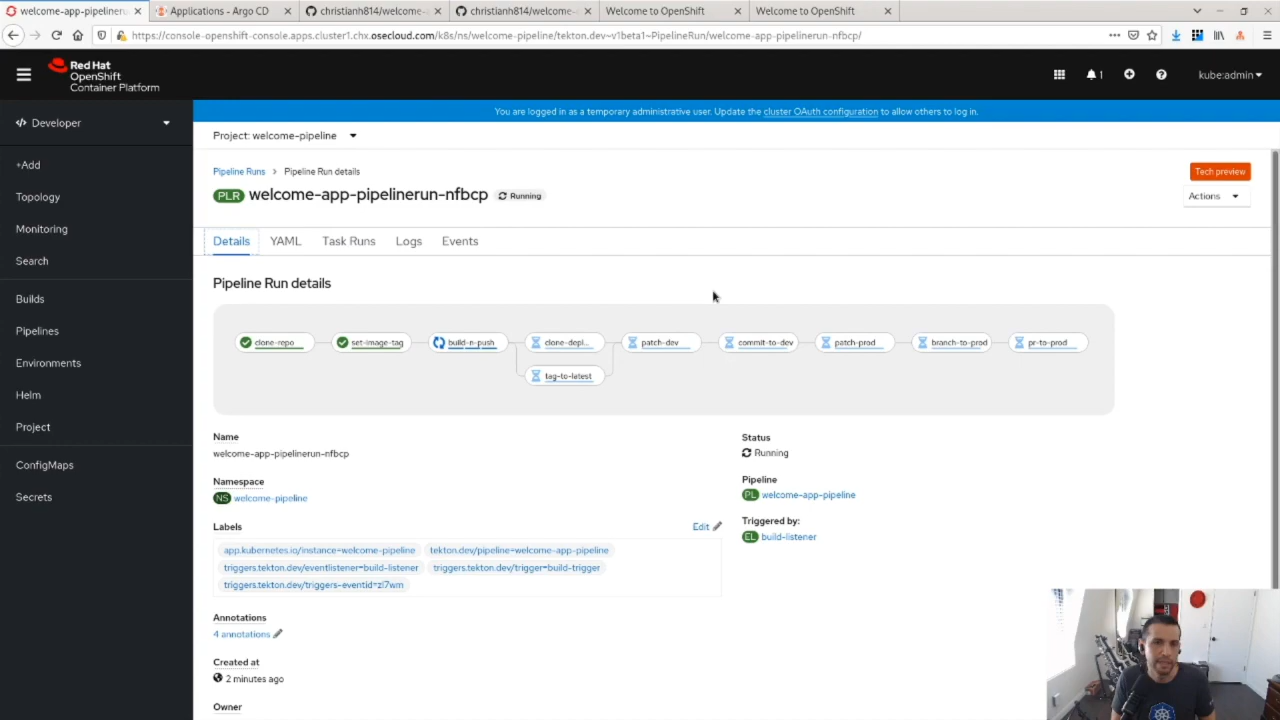 welcome-app-pipelineru
Applications - Argo CD
christianh814/welcome-
christianh814/welcome-
Welcome to OpenShift
Welcome to OpenShift
https://console-openshift-console.apps.cluster1.chx.osecloud.com/k8s/ns/welcome-pipeline/tekton.dev~v1beta1~PipelineRun/welcome-app-pipelinerun-nfbcp/
Red Hat
OpenShift
Container Platform
1
kube:admin
You are logged in as a temporary administrative user. Update the cluster OAuth configuration to allow others to log in.
Developer
+Add
Topology
Monitoring
Search
Builds
Pipelines
Environments
Helm
Project
ConfigMaps
Secrets
Project: welcome-pipeline
Pipeline Runs > Pipeline Run details
Tech preview
PLR welcome-app-pipelinerun-nfbcp Running
Actions
Details YAML Task Runs Logs Events
Pipeline Run details
clone-repo set-image-tag build-n-push clone-depl... patch-dev commit-to-dev patch-prod branch-to-prod pr-to-prod
tag-to-latest
Name
welcome-app-pipelinerun-nfbcp
Namespace
NS welcome-pipeline
Labels
Edit
app.kubernetes.io/instance=welcome-pipeline tekton.dev/pipeline=welcome-app-pipeline
triggers.tekton.dev/eventlistener=build-listener triggers.tekton.dev/trigger=build-trigger
triggers.tekton.dev/triggers-eventid=zl7wm
Annotations
4 annotations
Created at
2 minutes ago
Owner
Status
Running
Pipeline
PL welcome-app-pipeline
Triggered by:
EL build-listener